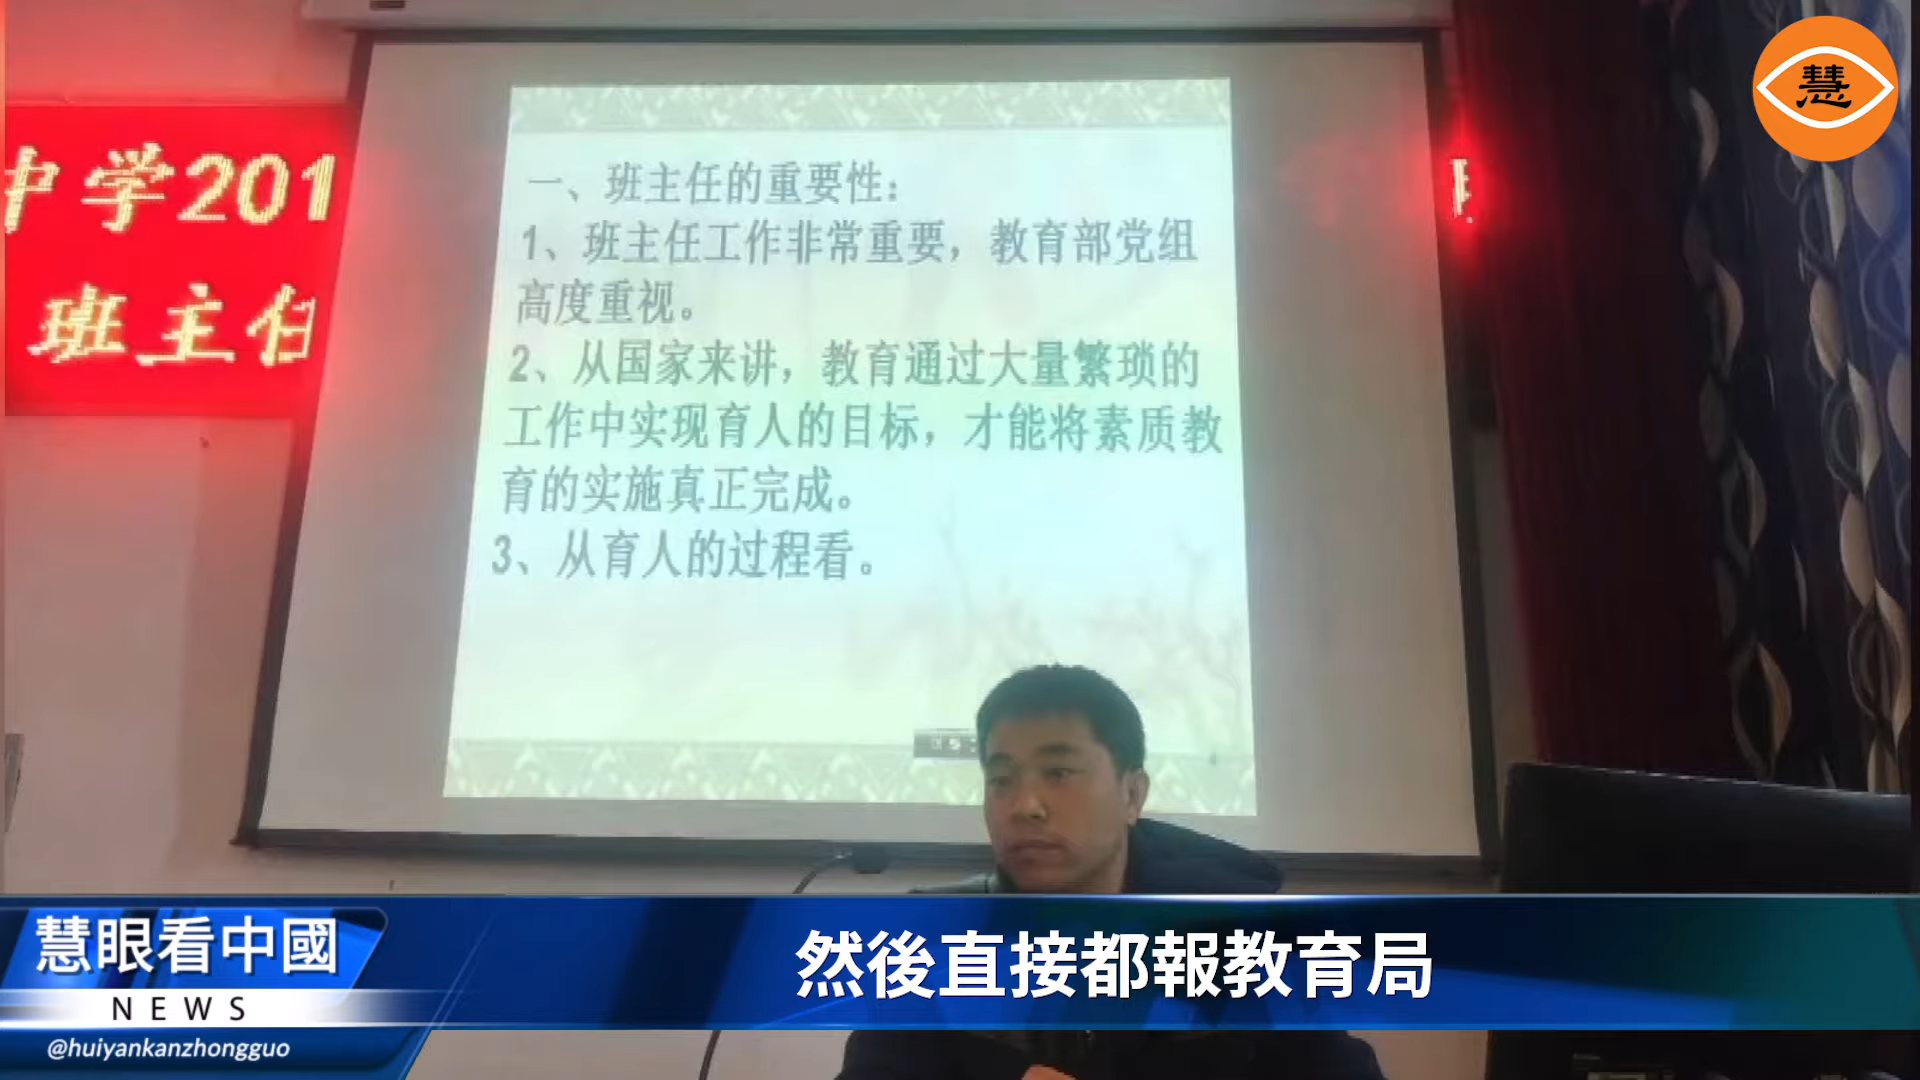 慧
中学201
班主任
一、班主任的重要性：
1、班主任工作非常重要，教育部党组
高度重视。
2、从国家来讲，教育通过大量繁琐的
工作中实现育人的目标，才能将素质教
育的实施真正完成。
3、从育人的过程看。
慧眼看中國
NEWS
@huiyankanzhongguo
然後直接都報教育局